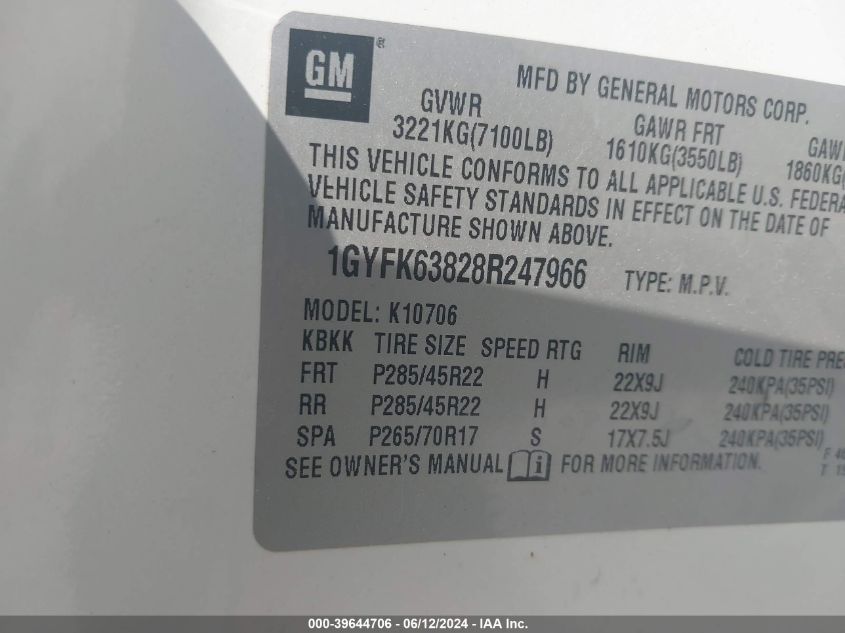 GM
MFD BY GENERAL MOTORS CORP.
GVWR GAWR FRT GAWR
3221KG(7100LB) 1610KG(3550LB) 1860KG(
THIS VEHICLE CONFORMS TO ALL APPLICABLE U.S. FEDERA
VEHICLE SAFETY STANDARDS IN EFFECT ON THE DATE OF
MANUFACTURE SHOWN ABOVE.
1GYFK63828R247966 TYPE: M.P.V.
MODEL: K10706
KBKK TIRE SIZE SPEED RTG RIM COLD TIRE PRE
FRT P285/45R22 H 22X9J 240KPA(35PSI)
RR P285/45R22 H 22X9J 240KPA(35PSI)
SPA P265/70R17 S 17X7.5J 240KPA(35PSI)
SEE OWNER'S MANUAL i FOR MORE INFORMATION.
000-39644706 - 06/12/2024 - IAA Inc.